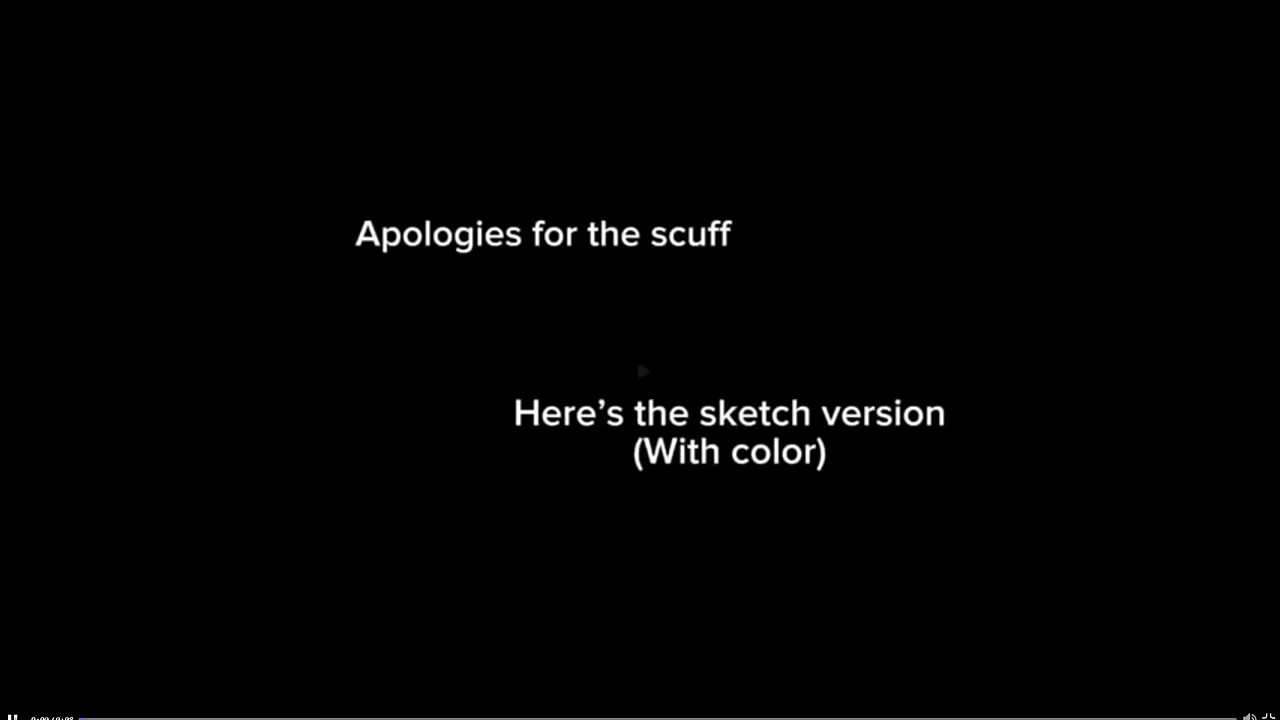 Apologies for the scuff
Here’s the sketch version
(With color)